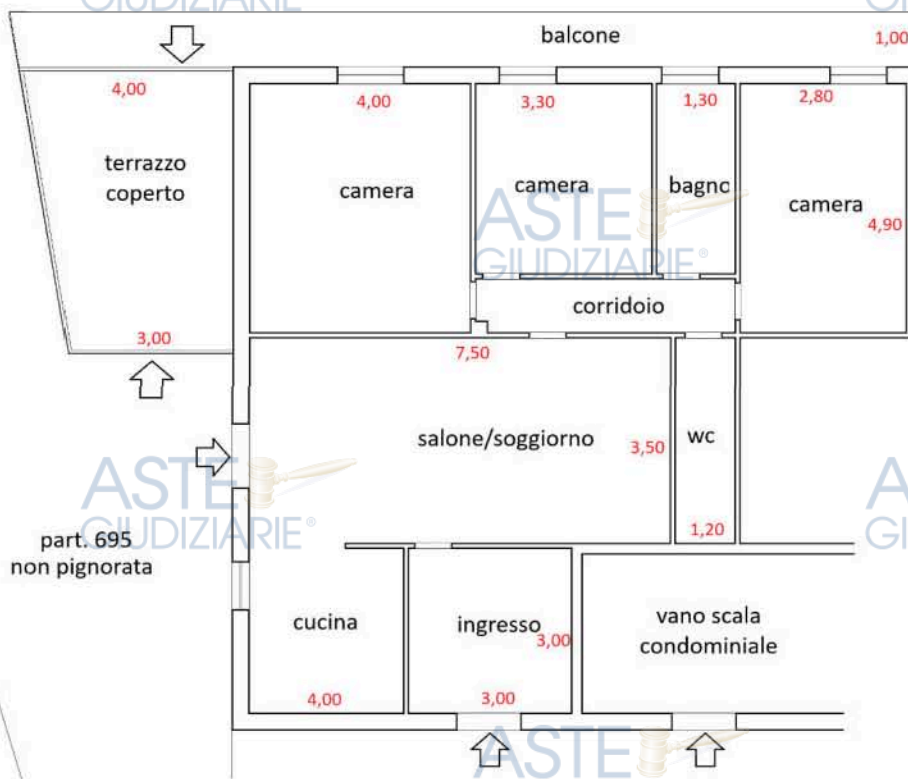 ASTE
GIUDIZIARIE
balcone
1,00
4,00
4,00
3,30
1,30
2,80
terrazzo
coperto
camera
camera
bagno
camera
4,90
ASTE
GIUDIZIARIE®
corridoio
3,00
7,50
salone/soggiorno
3,50
wc
ASTE
GIUDIZIARIE®
1,20
part. 695
non pignorata
cucina
ingresso
3,00
vano scala
condominiale
4,00
3,00
ASTE